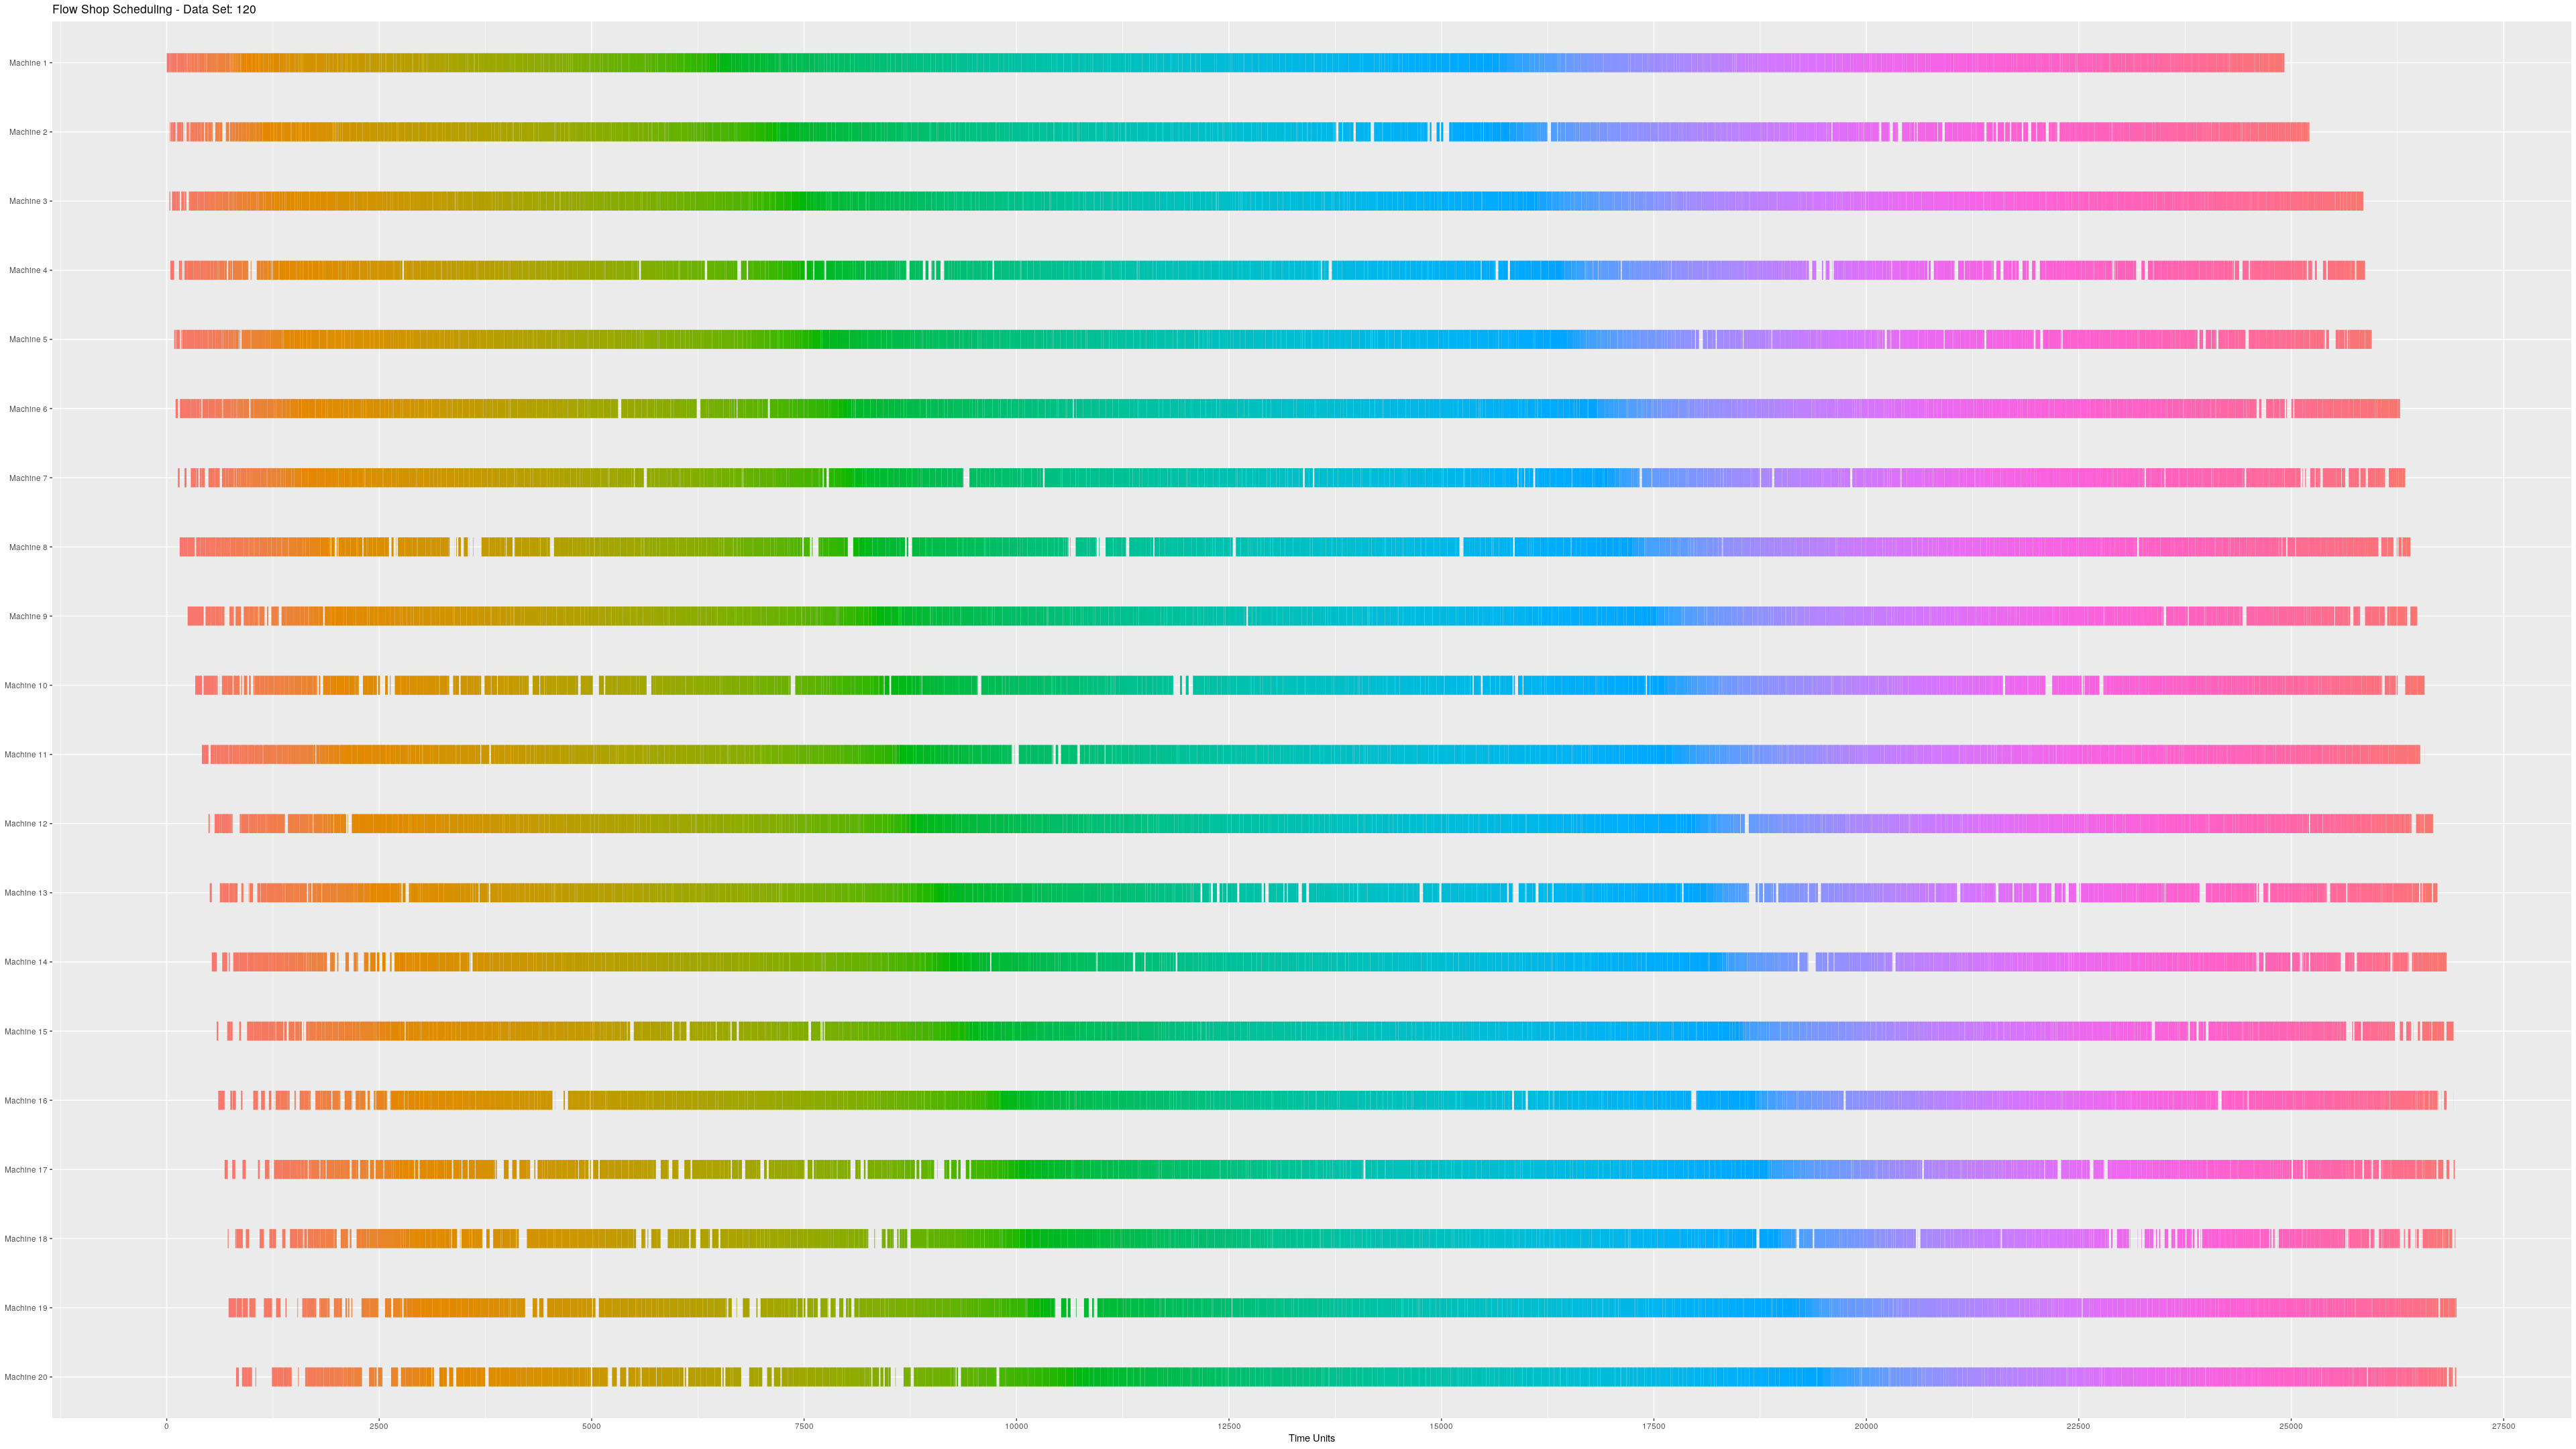 Flow Shop Scheduling - Data Set: 120
Machine 1
Machine 2
Machine 3
Machine 4
Machine 5
Machine 6
Machine 7
Machine 8
Machine 9
Machine 10
Machine 11
Machine 12
Machine 13
Machine 14
Machine 15
Machine 16
Machine 17
Machine 18
Machine 19
Machine 20
0 2500 5000 7500 10000 12500 15000 17500 20000 22500 25000 27500
Time Units